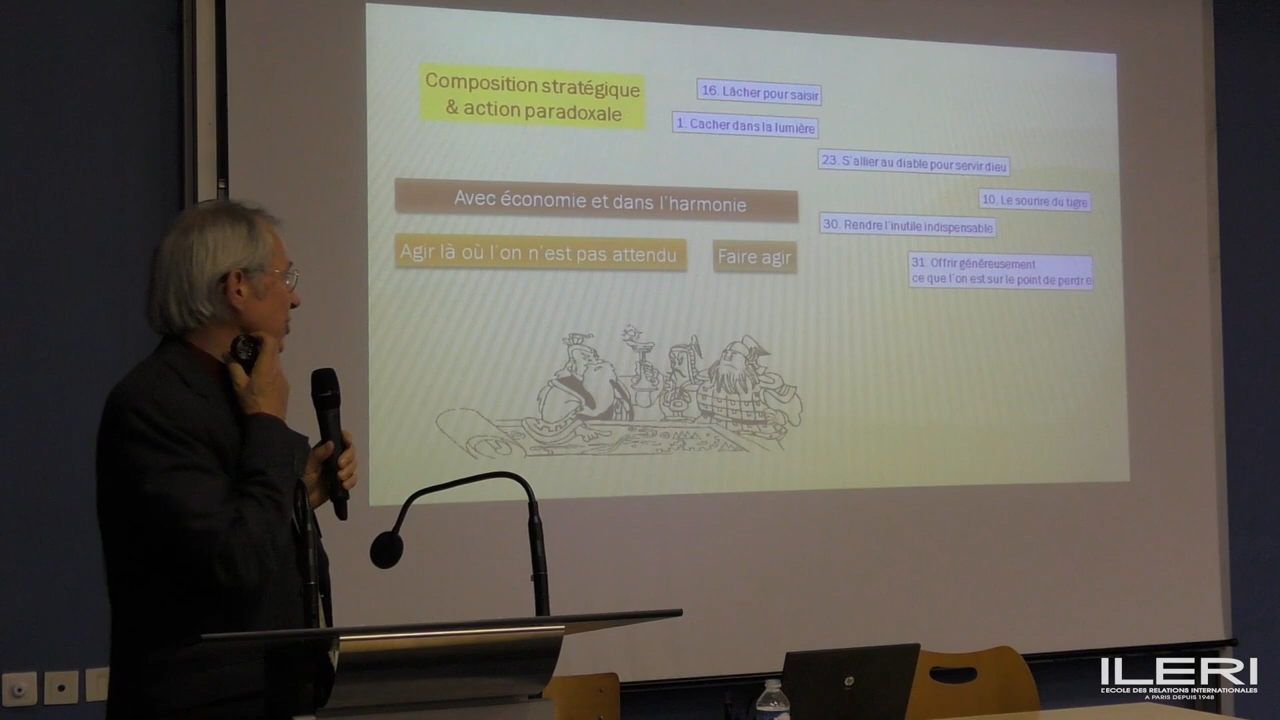 Composition stratégique
& action paradoxale
16. Lâcher pour saisir
1. Cacher dans la lumière
23. S'allier au diable pour servir dieu
10. Le sourire du tigre
Avec économie et dans l'harmonie
30. Rendre l'inutile indispensable
Agir là où l'on n'est pas attendu
Faire agir
31. Offrir généreusement
ce que l'on est sur le point de perdre
hp
ILERI
L'ECOLE DES RELATIONS INTERNATIONALES
A PARIS DEPUIS 1948